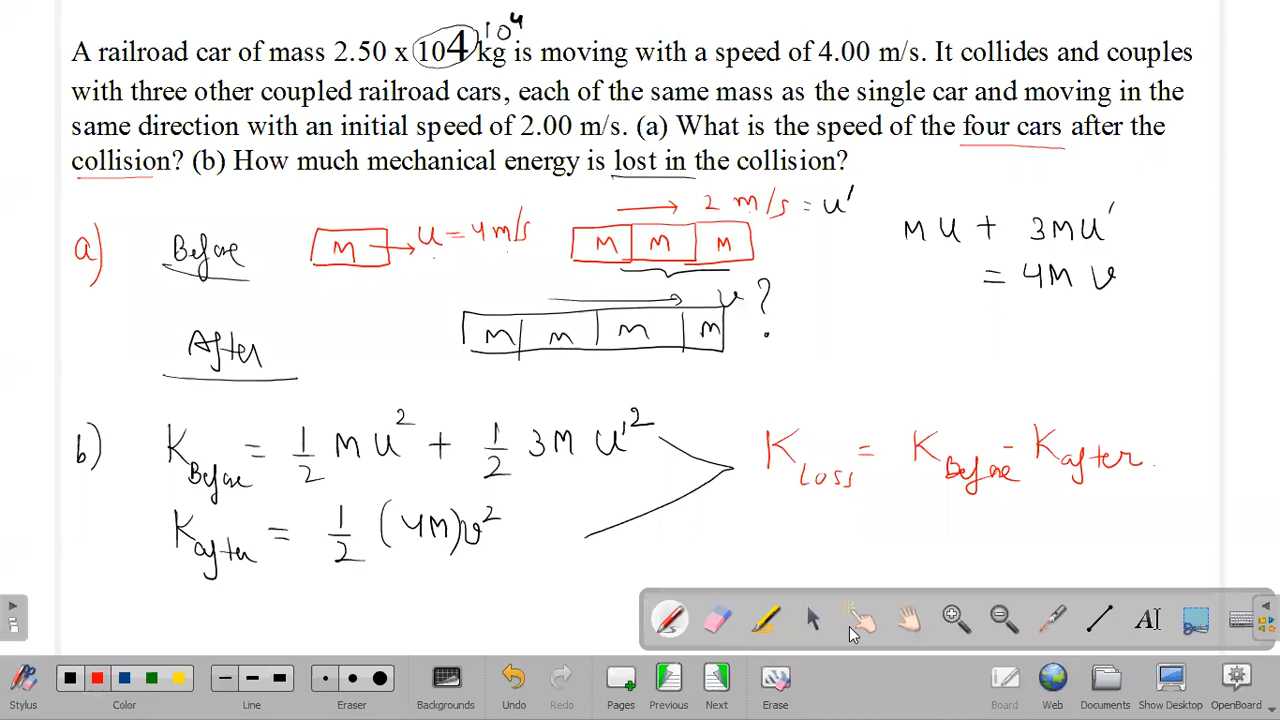 10⁴
A railroad car of mass 2.50 x 104 kg is moving with a speed of 4.00 m/s. It collides and couples
with three other coupled railroad cars, each of the same mass as the single car and moving in the
same direction with an initial speed of 2.00 m/s. (a) What is the speed of the four cars after the
collision? (b) How much mechanical energy is lost in the collision?
a) Before m u = 4 m/s m m m 2 m/s = u' mu + 3mu'
= 4m v
After m m m m v ?
b) K Before = 1/2 m u² + 1/2 3m u'² K Loss = K Before - K after
K after = 1/2 (4m) v²
Stylus Color Line Eraser Backgrounds Undo Redo Pages Previous Next Erase Board Web Documents Show Desktop OpenBoard